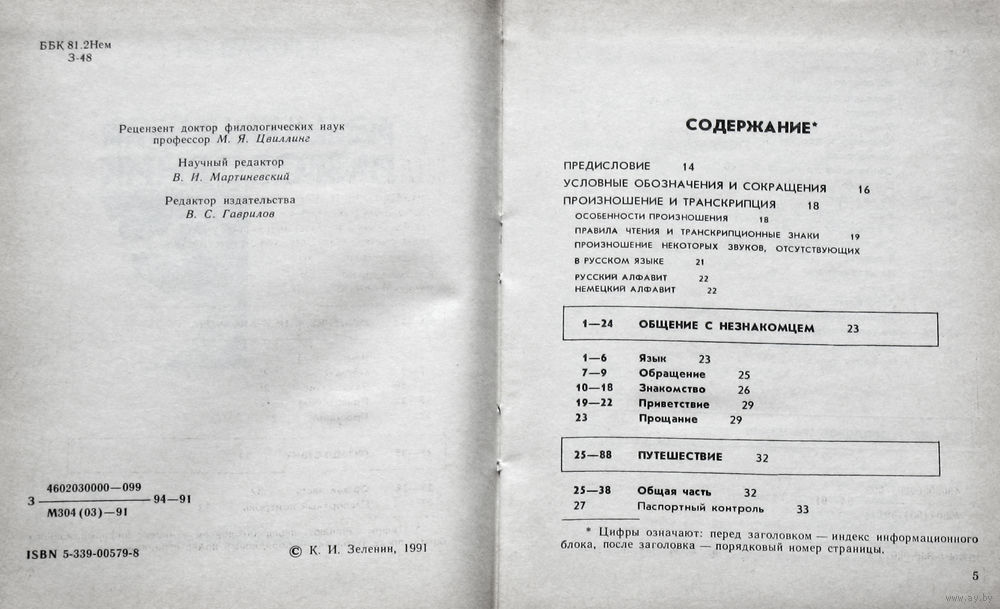 ББК 81.2Нем
З-48
Рецензент доктор филологических наук
профессор М. Я. Цвиллинг
Научный редактор
В. И. Мартиневский
Редактор издательства
В. С. Гаврилов
4602030000—099
З ——— 94—91
М304(03)—91
ISBN 5-339-00579-8
© К. И. Зеленин, 1991
СОДЕРЖАНИЕ*
ПРЕДИСЛОВИЕ 14
УСЛОВНЫЕ ОБОЗНАЧЕНИЯ И СОКРАЩЕНИЯ 16
ПРОИЗНОШЕНИЕ И ТРАНСКРИПЦИЯ 18
ОСОБЕННОСТИ ПРОИЗНОШЕНИЯ 18
ПРАВИЛА ЧТЕНИЯ И ТРАНСКРИПЦИОННЫЕ ЗНАКИ 19
ПРОИЗНОШЕНИЕ НЕКОТОРЫХ ЗВУКОВ, ОТСУТСТВУЮЩИХ
В РУССКОМ ЯЗЫКЕ 21
РУССКИЙ АЛФАВИТ 22
НЕМЕЦКИЙ АЛФАВИТ 22
1—24 ОБЩЕНИЕ С НЕЗНАКОМЦЕМ 23
1—6 Язык 23
7—9 Обращение 25
10—18 Знакомство 26
19—22 Приветствие 29
23 Прощание 29
25—88 ПУТЕШЕСТВИЕ 32
25—38 Общая часть 32
27 Паспортный контроль 33
* Цифры означают: перед заголовком — индекс информационного
блока, после заголовка — порядковый номер страницы.
5
www.ay.by